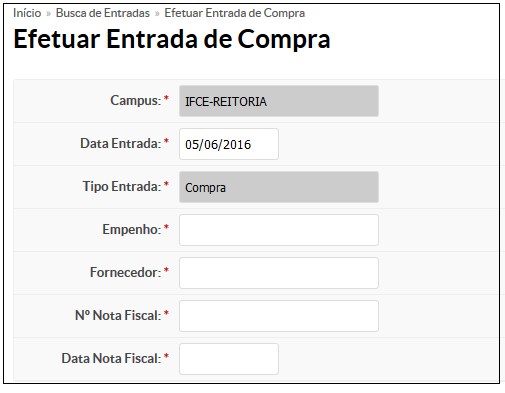 Início » Busca de Entradas » Efetuar Entrada de Compra
Efetuar Entrada de Compra
Campus: * IFCE-REITORIA
Data Entrada: * 05/06/2016
Tipo Entrada: * Compra
Empenho: *
Fornecedor: *
Nº Nota Fiscal: *
Data Nota Fiscal: *